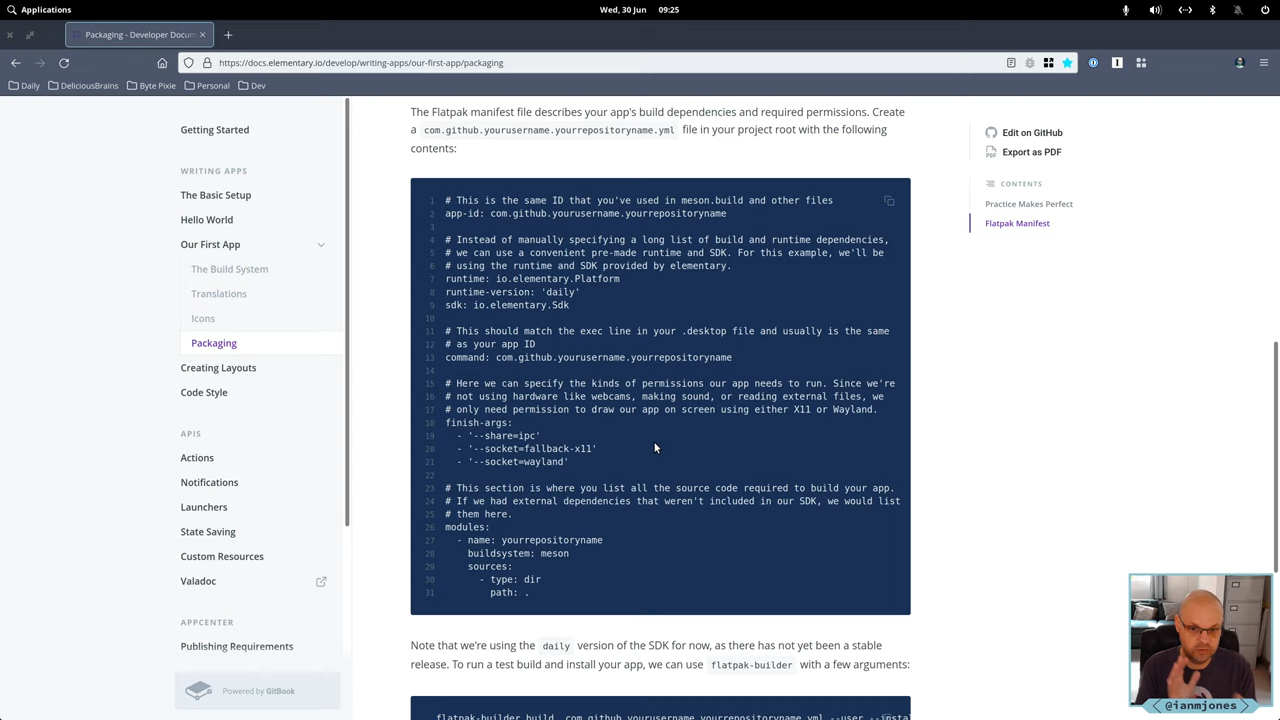 Applications
Wed, 30 Jun 09:25
Packaging - Developer Docum
https://docs.elementary.io/develop/writing-apps/our-first-app/packaging
Daily
DeliciousBrains
Byte Pixie
Personal
Dev
Getting Started
WRITING APPS
The Basic Setup
Hello World
Our First App
The Build System
Translations
Icons
Packaging
Creating Layouts
Code Style
APIS
Actions
Notifications
Launchers
State Saving
Custom Resources
Valadoc
APPCENTER
Publishing Requirements
Powered by GitBook
The Flatpak manifest file describes your app's build dependencies and required permissions. Create
a com.github.yourusername.yourrepositoryname.yml file in your project root with the following
contents:
1 # This is the same ID that you've used in meson.build and other files
2 app-id: com.github.yourusername.yourrepositoryname
3
4 # Instead of manually specifying a long list of build and runtime dependencies,
5 # we can use a convenient pre-made runtime and SDK. For this example, we'll be
6 # using the runtime and SDK provided by elementary.
7 runtime: io.elementary.Platform
8 runtime-version: 'daily'
9 sdk: io.elementary.Sdk
10
11 # This should match the exec line in your .desktop file and usually is the same
12 # as your app ID
13 command: com.github.yourusername.yourrepositoryname
14
15 # Here we can specify the kinds of permissions our app needs to run. Since we're
16 # not using hardware like webcams, making sound, or reading external files, we
17 # only need permission to draw our app on screen using either X11 or Wayland.
18 finish-args:
19 - '--share=ipc'
20 - '--socket=fallback-x11'
21 - '--socket=wayland'
22
23 # This section is where you list all the source code required to build your app.
24 # If we had external dependencies that weren't included in our SDK, we would list
25 # them here.
26 modules:
27 - name: yourrepositoryname
28 buildsystem: meson
29 sources:
30 - type: dir
31 path: .
Note that we're using the daily version of the SDK for now, as there has not yet been a stable
release. To run a test build and install your app, we can use flatpak-builder with a few arguments:
flatpak-builder build com.github.yourusername.yourrepositoryname.yml --user --instal
Edit on GitHub
Export as PDF
CONTENTS
Practice Makes Perfect
Flatpak Manifest
@ianmjones